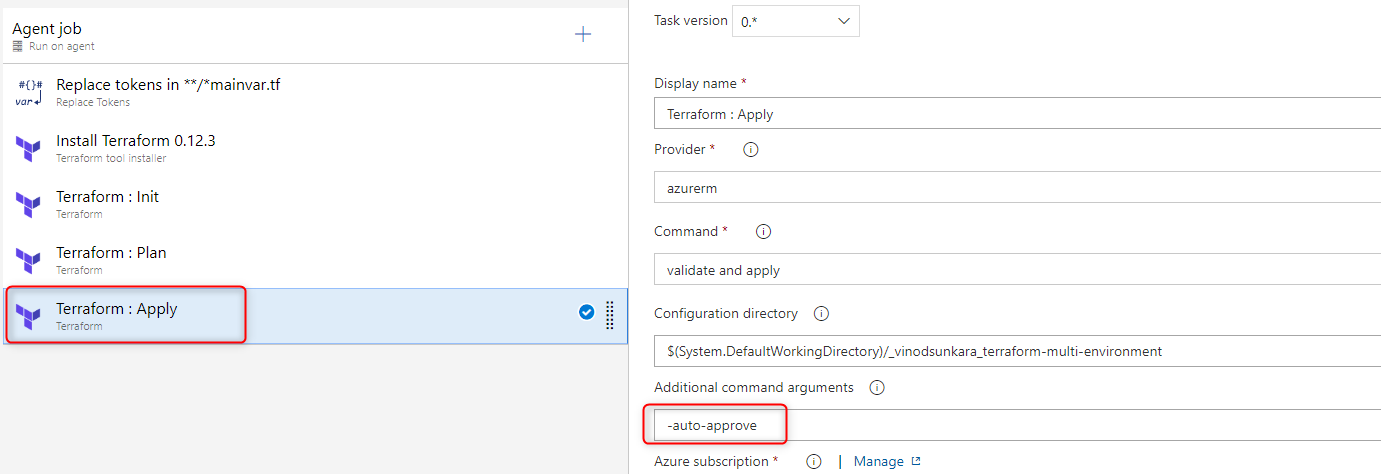 Agent job
Run on agent
#{}#
var
Replace tokens in **/*mainvar.tf
Replace Tokens
Install Terraform 0.12.3
Terraform tool installer
Terraform : Init
Terraform
Terraform : Plan
Terraform
Terraform : Apply
Terraform
Task version 0.*
Display name *
Terraform : Apply
Provider *
azurerm
Command *
validate and apply
Configuration directory
$(System.DefaultWorkingDirectory)/_vinodsunkara_terraform-multi-environment
Additional command arguments
-auto-approve
Azure subscription * | Manage